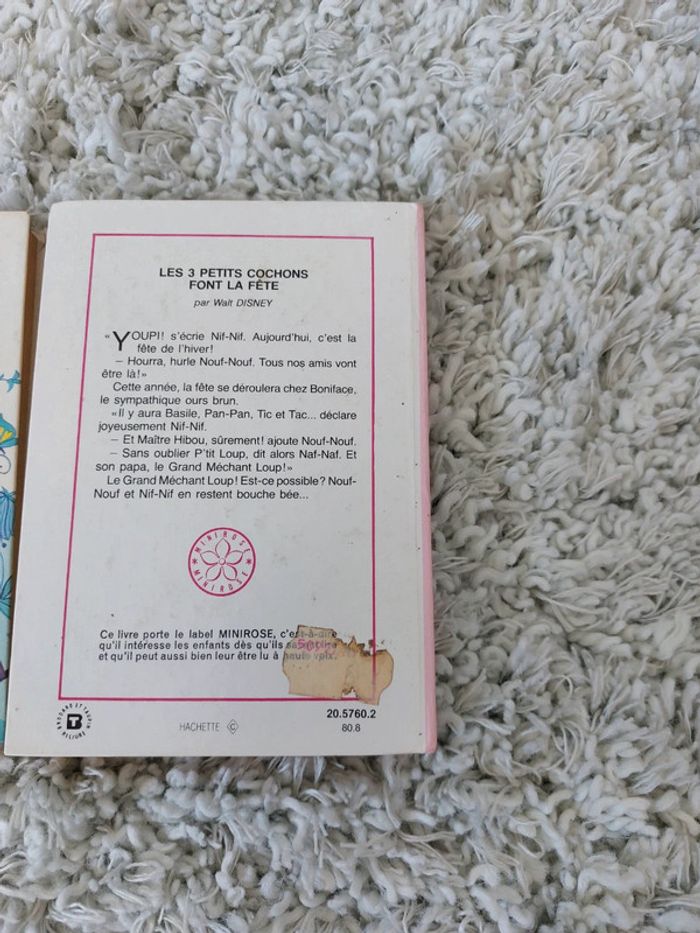 LES 3 PETITS COCHONS
FONT LA FÊTE
par Walt DISNEY
« YOUPI! s'écrie Nif-Nif. Aujourd'hui, c'est la
fête de l'hiver!
– Hourra, hurle Nouf-Nouf. Tous nos amis vont
être là!»
Cette année, la fête se déroulera chez Boniface,
le sympathique ours brun.
«Il y aura Basile, Pan-Pan, Tic et Tac... déclare
joyeusement Nif-Nif.
– Et Maître Hibou, sûrement! ajoute Nouf-Nouf.
– Sans oublier P'tit Loup, dit alors Naf-Naf. Et
son papa, le Grand Méchant Loup!»
Le Grand Méchant Loup! Est-ce possible? Nouf-
Nouf et Nif-Nif en restent bouche bée...
MINIROSE
MINIROSE
Ce livre porte le label MINIROSE, c'est-à-dire
qu'il intéresse les enfants dès qu'ils
et qu'il peut aussi bien leur être lu à haute voix.
BRODARD ET TAUPIN
RELIURE
HACHETTE C
20.5760.2
80.8